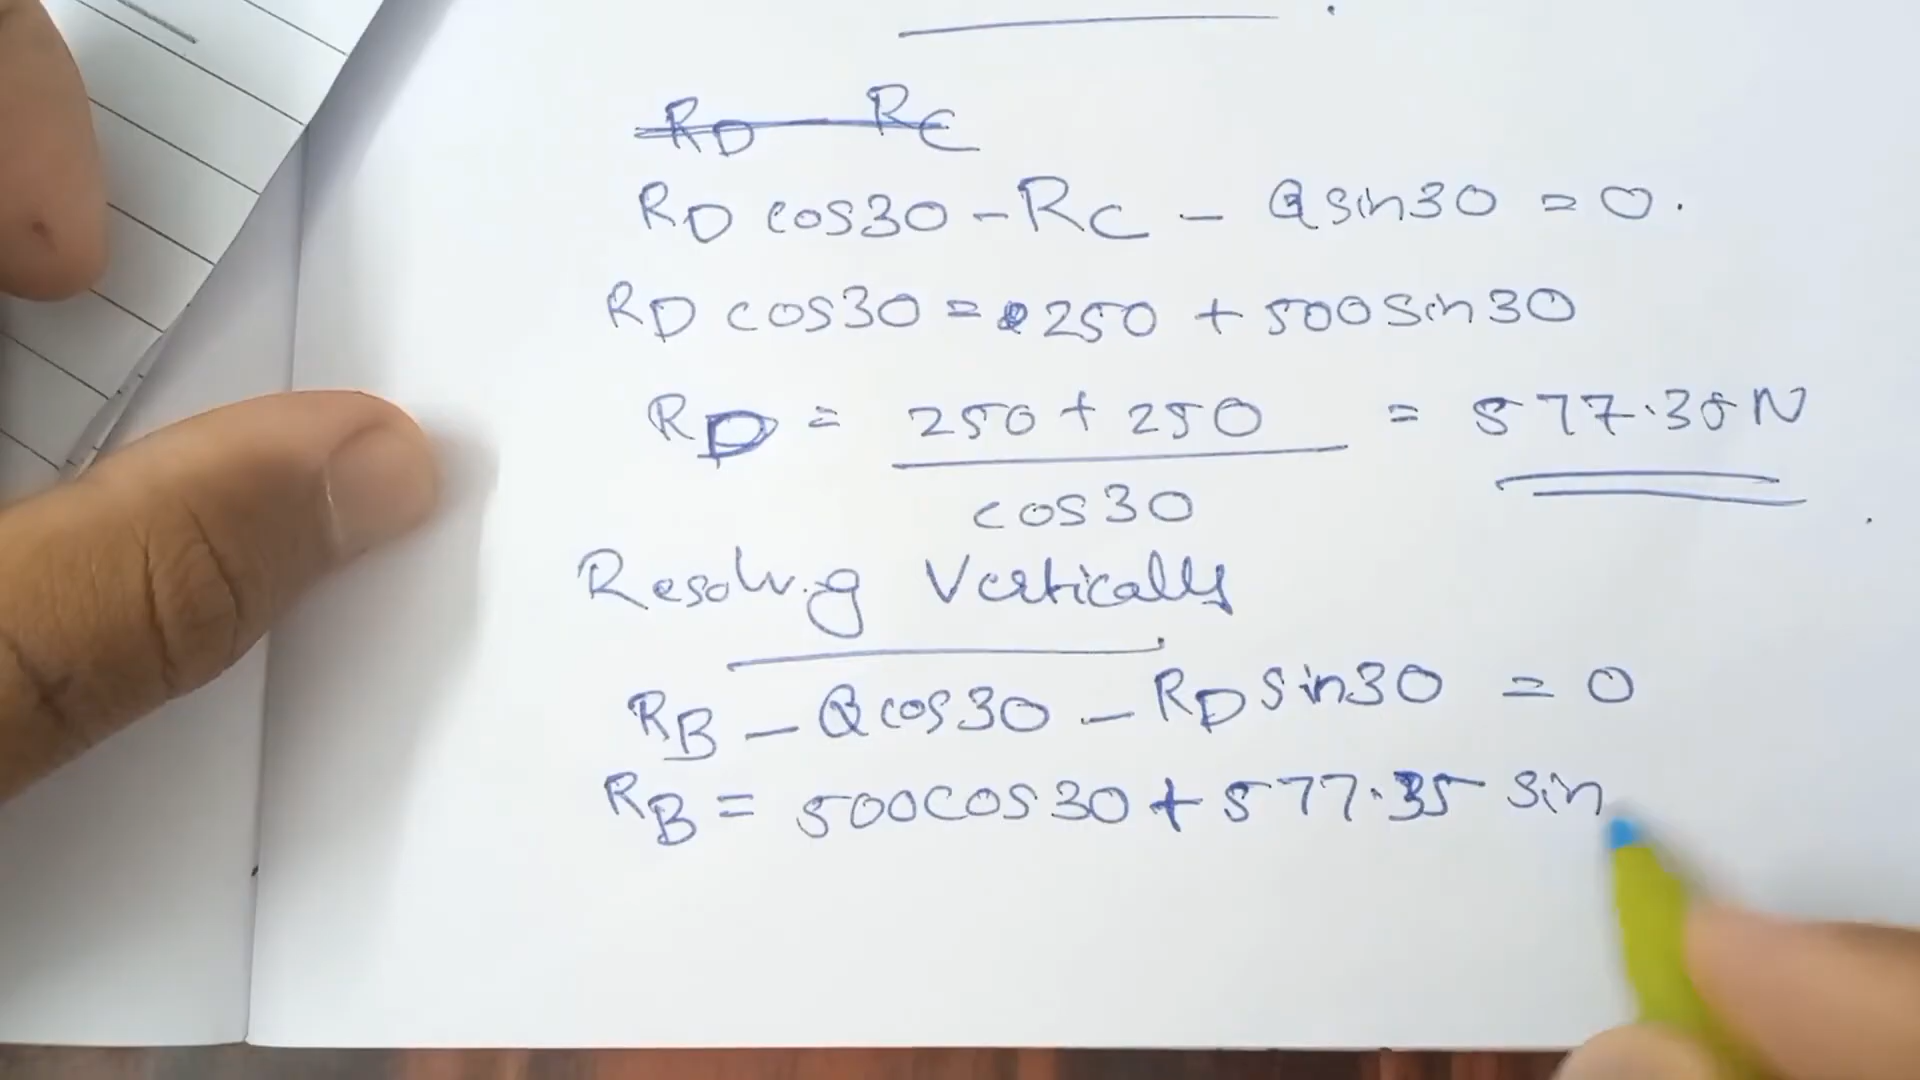 RD RC
RD cos30 - RC - Q sin30 = 0.
RD cos30 = 250 + 500 sin30
RD = 250 + 250 / cos30 = 577.35 N
Resolving Vertically
RB - Q cos30 - RD sin30 = 0
RB = 500 cos30 + 577.35 sin